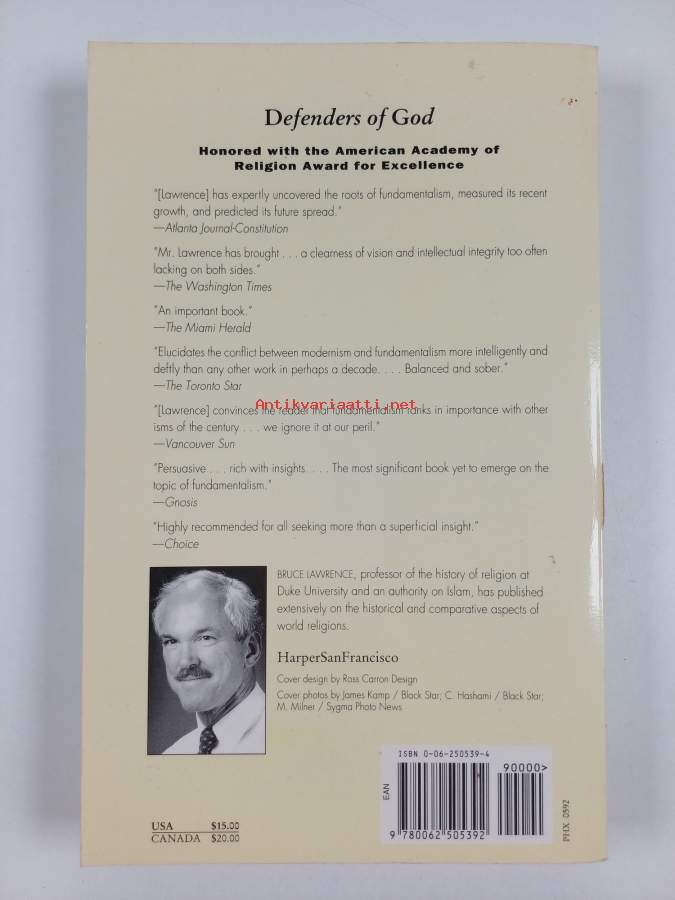 Defenders of God
Honored with the American Academy of
Religion Award for Excellence
"[Lawrence] has expertly uncovered the roots of fundamentalism, measured its recent
growth, and predicted its future spread."
—Atlanta Journal-Constitution
"Mr. Lawrence has brought . . . a clearness of vision and intellectual integrity too often
lacking on both sides."
—The Washington Times
"An important book."
—The Miami Herald
"Elucidates the conflict between modernism and fundamentalism more intelligently and
deftly than any other work in perhaps a decade. . . . Balanced and sober."
—The Toronto Star
Antikvariaatti.net
"[Lawrence] convinces the reader that fundamentalism ranks in importance with other
isms of the century . . . we ignore it at our peril."
—Vancouver Sun
"Persuasive . . . rich with insights. . . . The most significant book yet to emerge on the
topic of fundamentalism."
—Gnosis
"Highly recommended for all seeking more than a superficial insight."
—Choice
BRUCE LAWRENCE, professor of the history of religion at
Duke University and an authority on Islam, has published
extensively on the historical and comparative aspects of
world religions.
HarperSanFrancisco
Cover design by Ross Carron Design
Cover photos by James Kamp / Black Star; C. Hashami / Black Star;
M. Milner / Sygma Photo News
ISBN 0-06-250539-4
90000>
EAN
9 780062 505392
PHX 0592
USA $15.00
CANADA $20.00